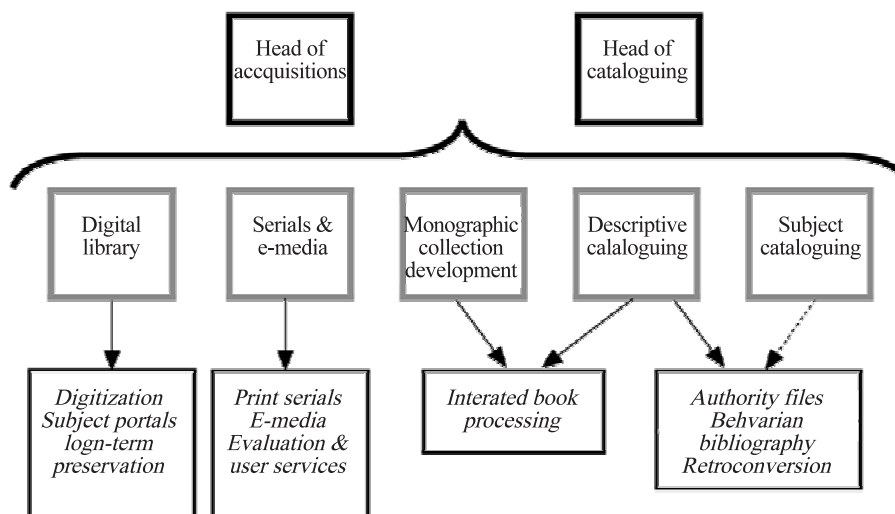 Head of
accquisitions
Head of
cataloguing
Digital
library
Serials &
e-media
Monographic
collection
development
Descriptive
calaloguing
Subject
cataloguing
Digitization
Subject portals
logn-term
preservation
Print serials
E-media
Evaluation &
user services
Interated book
processing
Authority files
Behvarian
bibliography
Retroconversion